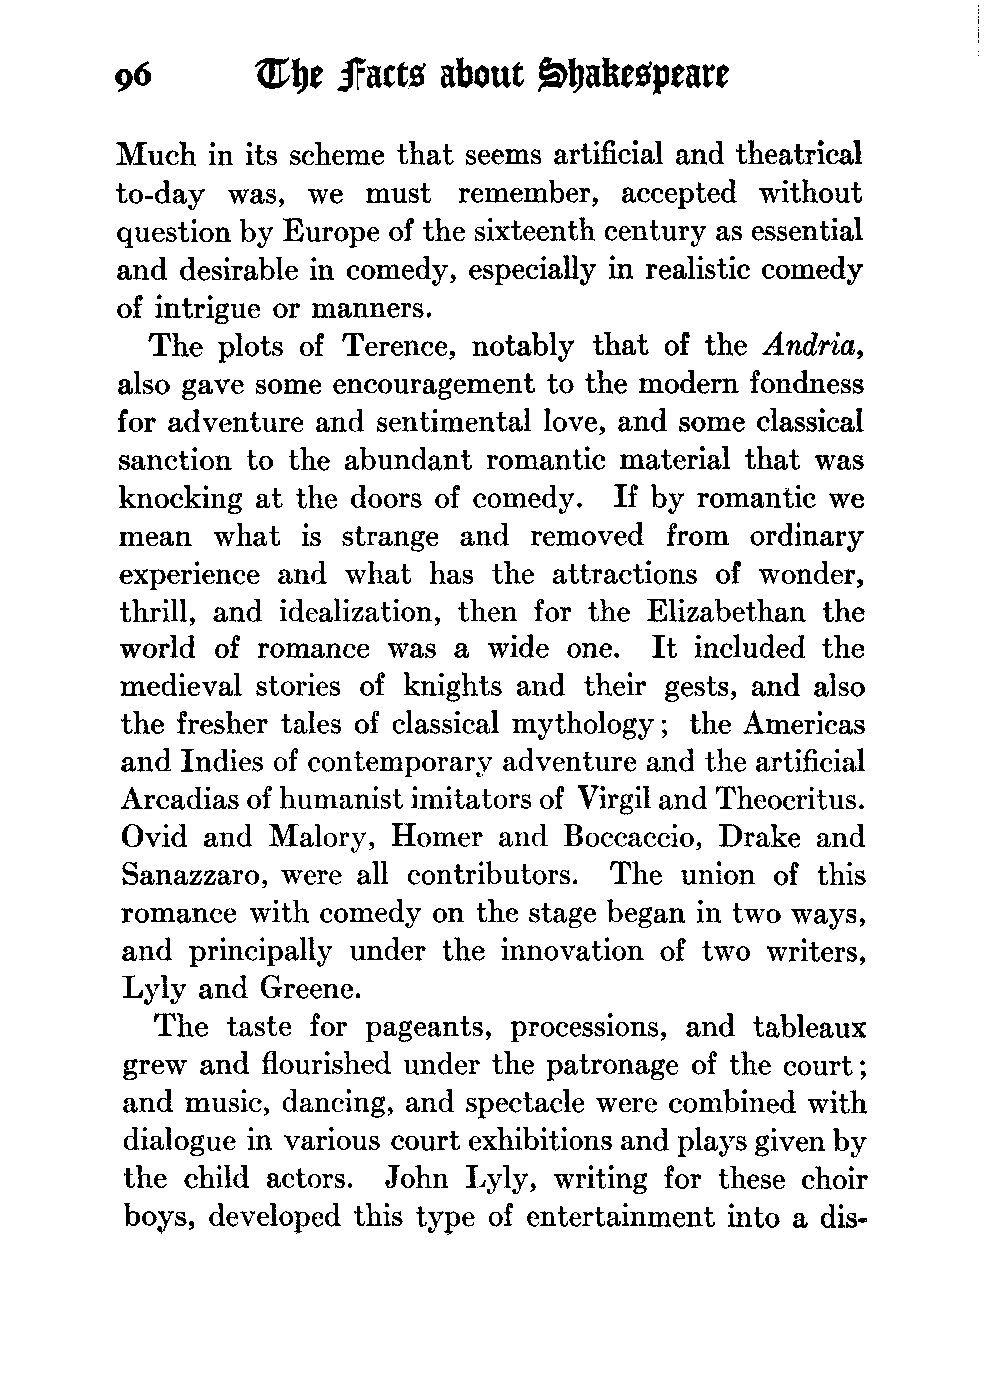 96 The Facts about Shakespeare
Much in its scheme that seems artificial and theatrical
to-day was, we must remember, accepted without
question by Europe of the sixteenth century as essential
and desirable in comedy, especially in realistic comedy
of intrigue or manners.
The plots of Terence, notably that of the Andria,
also gave some encouragement to the modern fondness
for adventure and sentimental love, and some classical
sanction to the abundant romantic material that was
knocking at the doors of comedy. If by romantic we
mean what is strange and removed from ordinary
experience and what has the attractions of wonder,
thrill, and idealization, then for the Elizabethan the
world of romance was a wide one. It included the
medieval stories of knights and their gests, and also
the fresher tales of classical mythology; the Americas
and Indies of contemporary adventure and the artificial
Arcadias of humanist imitators of Virgil and Theocritus.
Ovid and Malory, Homer and Boccaccio, Drake and
Sanazzaro, were all contributors. The union of this
romance with comedy on the stage began in two ways,
and principally under the innovation of two writers,
Lyly and Greene.
The taste for pageants, processions, and tableaux
grew and flourished under the patronage of the court;
and music, dancing, and spectacle were combined with
dialogue in various court exhibitions and plays given by
the child actors. John Lyly, writing for these choir
boys, developed this type of entertainment into a dis-